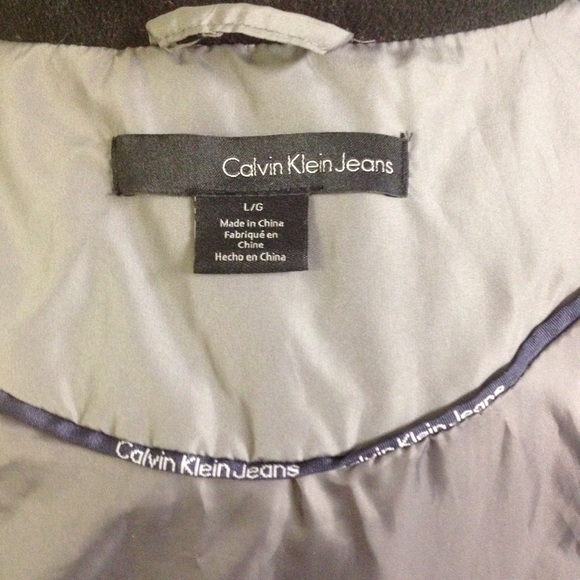 Calvin Klein Jeans
L/G
Made in China
Fabriqué en
Chine
Hecho en China
Calvin Klein Jeans
Calvin Klein Jeans